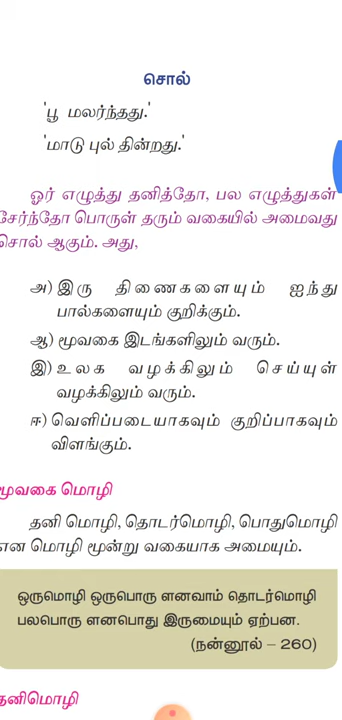 சொல்
'பூ மலர்ந்தது.'
'மாடு புல் தின்றது.'
ஓர் எழுத்து தனித்தோ, பல எழுத்துகள்
சேர்ந்தோ பொருள் தரும் வகையில் அமைவது
சொல் ஆகும். அது,
அ) இரு திணைகளையும் ஐந்து
பால்களையும் குறிக்கும்.
ஆ) மூவகை இடங்களிலும் வரும்.
இ) உலக வழக்கிலும் செய்யுள்
வழக்கிலும் வரும்.
ஈ) வெளிப்படையாகவும் குறிப்பாகவும்
விளங்கும்.
மூவகை மொழி
தனி மொழி, தொடர்மொழி, பொதுமொழி
என மொழி மூன்று வகையாக அமையும்.
ஒருமொழி ஒருபொரு ளனவாம் தொடர்மொழி
பலபொரு ளனபொது இருமையும் ஏற்பன.
(நன்னூல் – 260)
தனிமொழி